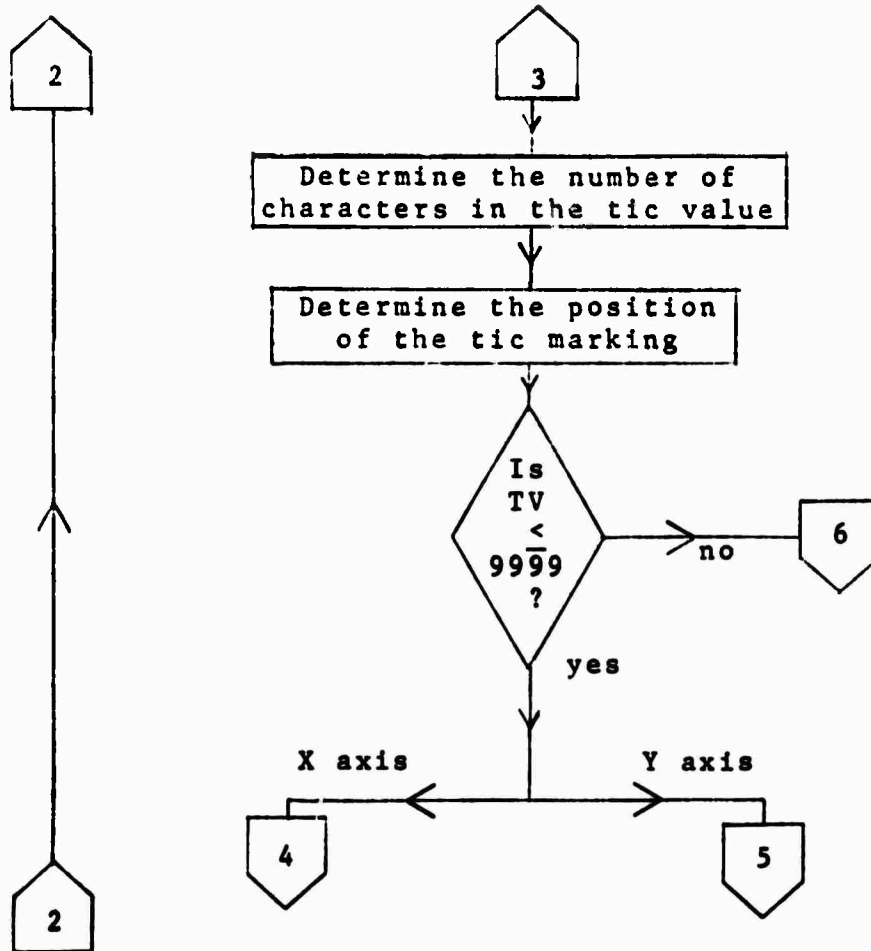 2
3
Determine the number of
characters in the tic value
Determine the position
of the tic marking
Is
TV
≤
9999
?
no
6
yes
X axis
Y axis
4
5
2